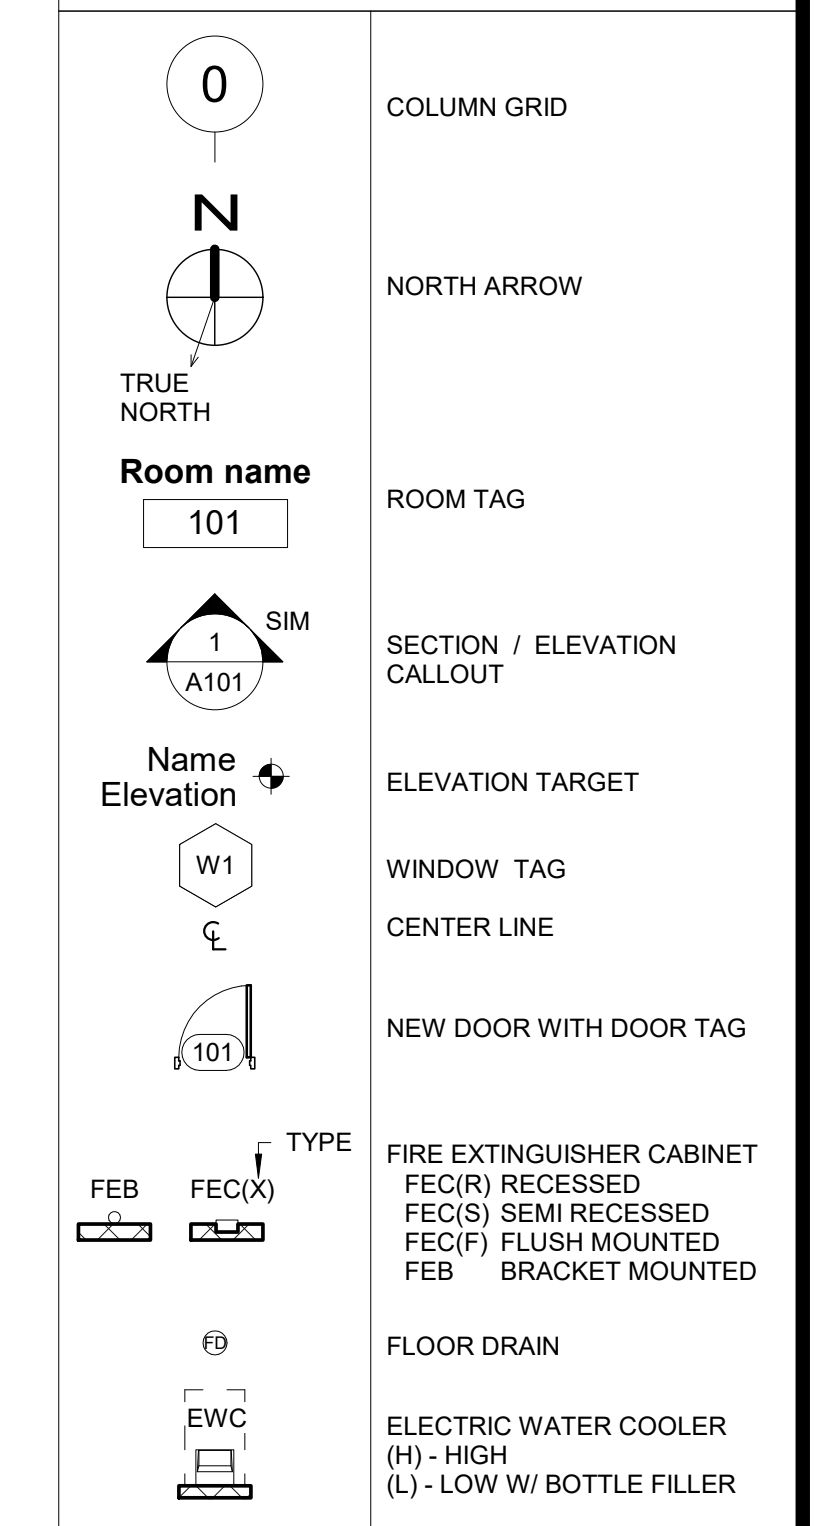 0
COLUMN GRID
N
NORTH ARROW
TRUE
NORTH
Room name
101
ROOM TAG
SIM
1
A101
SECTION / ELEVATION
CALLOUT
Name
Elevation
ELEVATION TARGET
W1
WINDOW TAG
℄
CENTER LINE
101
NEW DOOR WITH DOOR TAG
TYPE
FEB
FEC(X)
FIRE EXTINGUISHER CABINET
FEC(R) RECESSED
FEC(S) SEMI RECESSED
FEC(F) FLUSH MOUNTED
FEB BRACKET MOUNTED
FD
FLOOR DRAIN
EWC
ELECTRIC WATER COOLER
(H) - HIGH
(L) - LOW W/ BOTTLE FILLER